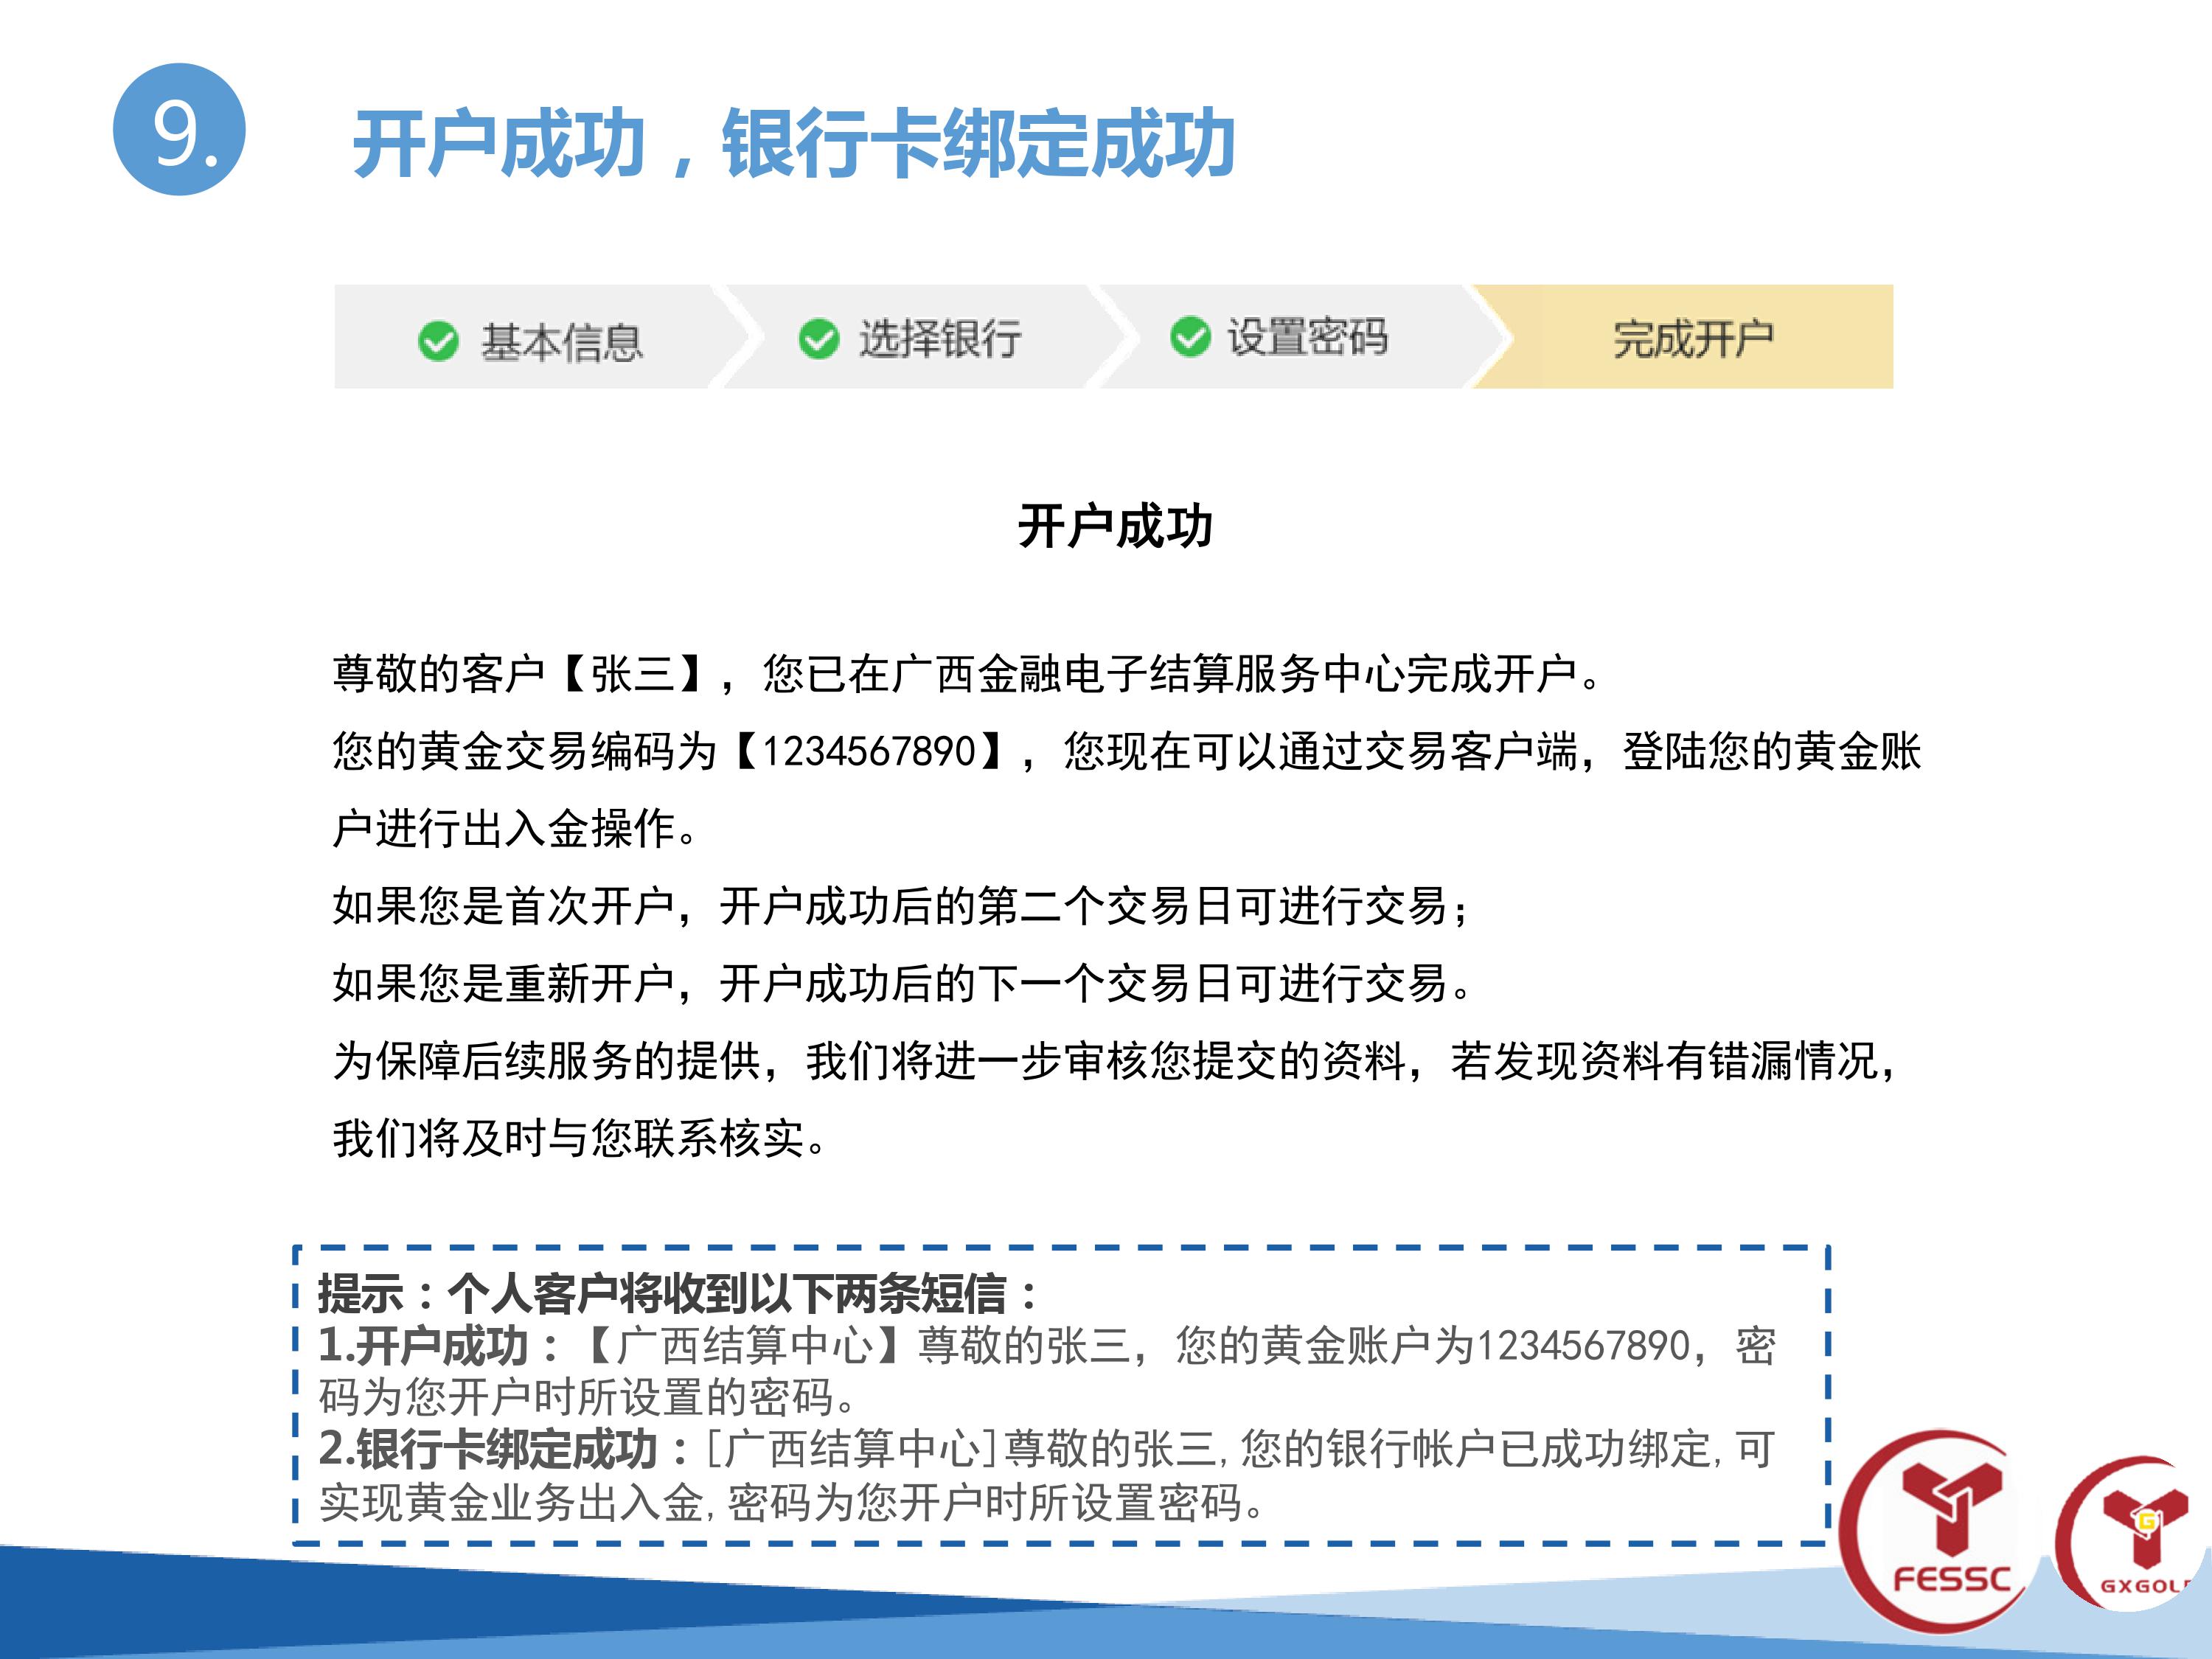 9.
开户成功，银行卡绑定成功
基本信息
选择银行
设置密码
完成开户
开户成功
尊敬的客户【张三】，您已在广西金融电子结算服务中心完成开户。
您的黄金交易编码为【1234567890】，您现在可以通过交易客户端，登陆您的黄金账
户进行出入金操作。
如果您是首次开户，开户成功后的第二个交易日可进行交易；
如果您是重新开户，开户成功后的下一个交易日可进行交易。
为保障后续服务的提供，我们将进一步审核您提交的资料，若发现资料有错漏情况，
我们将及时与您联系核实。
提示：个人客户将收到以下两条短信：
1.开户成功：【广西结算中心】尊敬的张三，您的黄金账户为1234567890，密
码为您开户时所设置的密码。
2.银行卡绑定成功：[广西结算中心]尊敬的张三,您的银行帐户已成功绑定,可
实现黄金业务出入金,密码为您开户时所设置密码。
FESSC
G